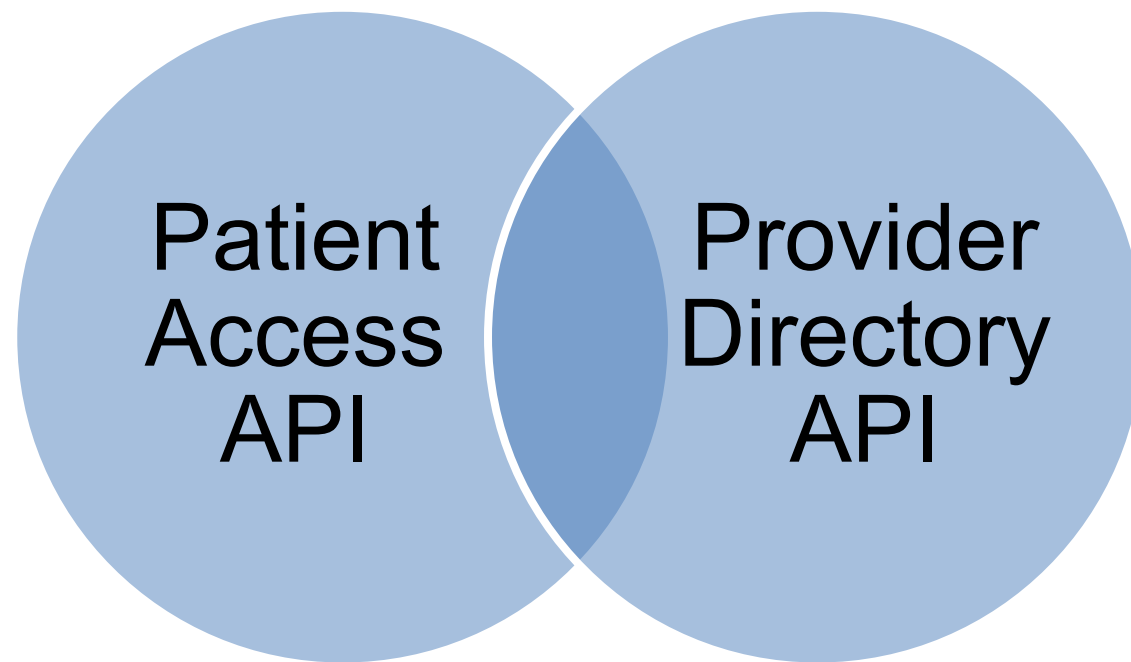 Patient
Access
API
Provider
Directory
API